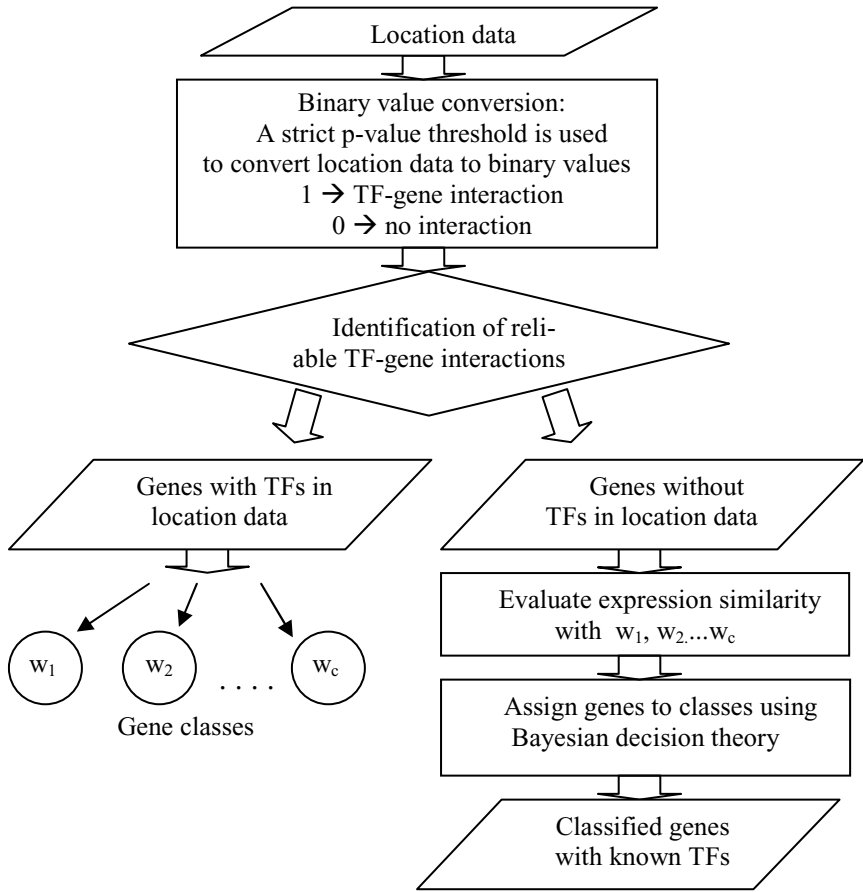 Location data
Binary value conversion:
A strict p-value threshold is used
to convert location data to binary values
1 → TF-gene interaction
0 → no interaction
Identification of reli-
able TF-gene interactions
Genes with TFs in
location data
w1
w2
. . . .
wc
Gene classes
Genes without
TFs in location data
Evaluate expression similarity
with w1, w2....wc
Assign genes to classes using
Bayesian decision theory
Classified genes
with known TFs